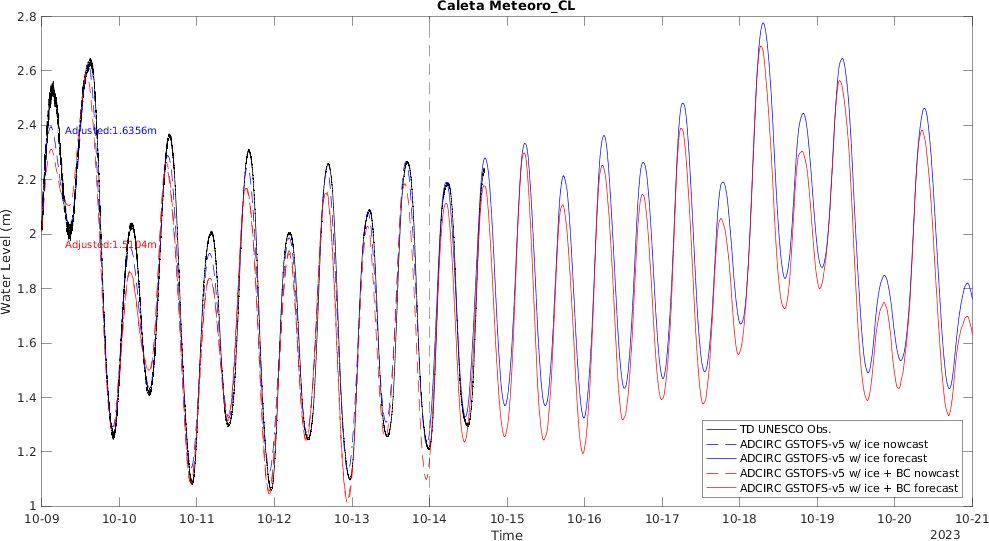 Caleta Meteoro_CL
2.8
2.6
2.4
2.2
2
1.8
1.6
1.4
1.2
1
Water Level (m)
Adjusted:1.6356m
Adjusted:1.5104m
TD UNESCO Obs.
ADCIRC GSTOFS-v5 w/ ice nowcast
ADCIRC GSTOFS-v5 w/ ice forecast
ADCIRC GSTOFS-v5 w/ ice + BC nowcast
ADCIRC GSTOFS-v5 w/ ice + BC forecast
10-09 10-10 10-11 10-12 10-13 10-14 10-15 10-16 10-17 10-18 10-19 10-20 10-21
Time
2023